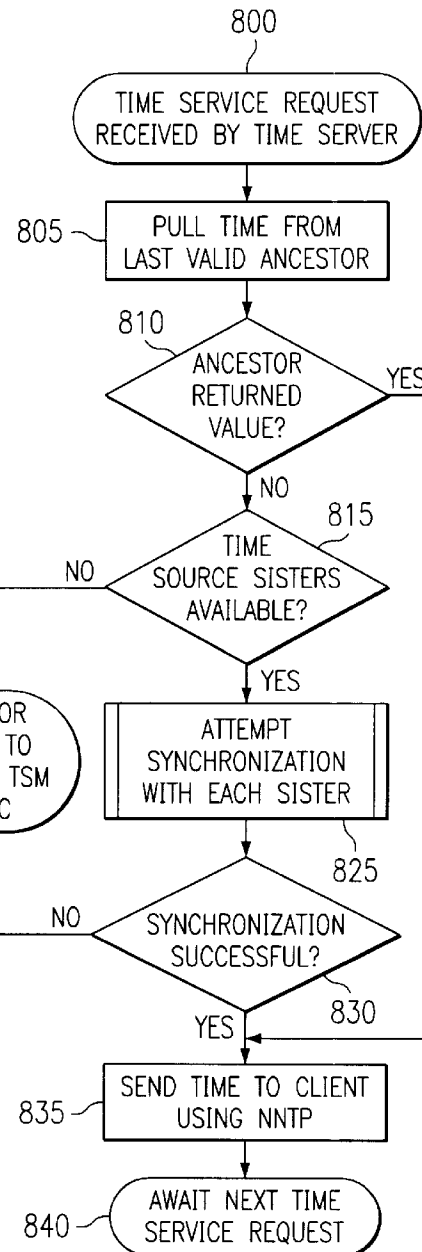 800
TIME SERVICE REQUEST
RECEIVED BY TIME SERVER
805
PULL TIME FROM
LAST VALID ANCESTOR
810
ANCESTOR
RETURNED
VALUE?
YES
NO
815
TIME
SOURCE SISTERS
AVAILABLE?
NO
YES
OR
TO
TSM
C
ATTEMPT
SYNCHRONIZATION
WITH EACH SISTER
825
NO
SYNCHRONIZATION
SUCCESSFUL?
830
YES
835
SEND TIME TO CLIENT
USING NNTP
840
AWAIT NEXT TIME
SERVICE REQUEST